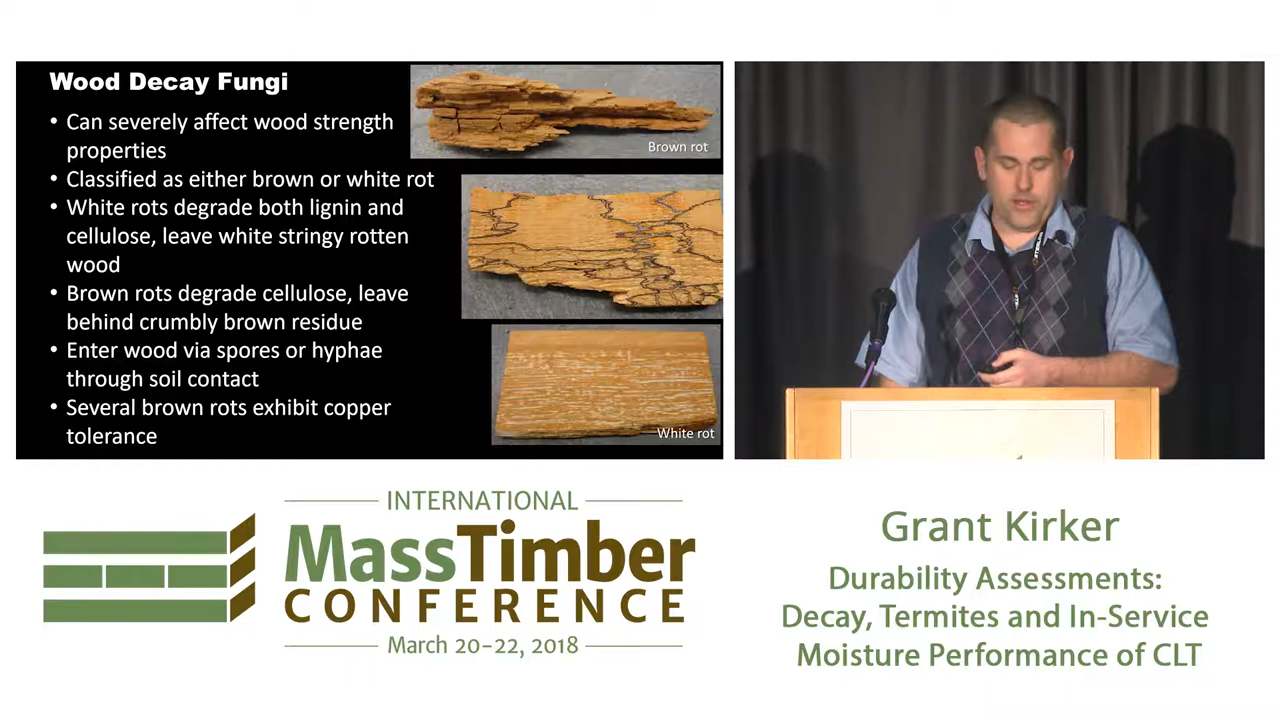 Wood Decay Fungi
• Can severely affect wood strength
properties
• Classified as either brown or white rot
• White rots degrade both lignin and
cellulose, leave white stringy rotten
wood
• Brown rots degrade cellulose, leave
behind crumbly brown residue
• Enter wood via spores or hyphae
through soil contact
• Several brown rots exhibit copper
tolerance
Brown rot
White rot
INTERNATIONAL
MassTimber
CONFERENCE
March 20–22, 2018
Grant Kirker
Durability Assessments:
Decay, Termites and In-Service
Moisture Performance of CLT